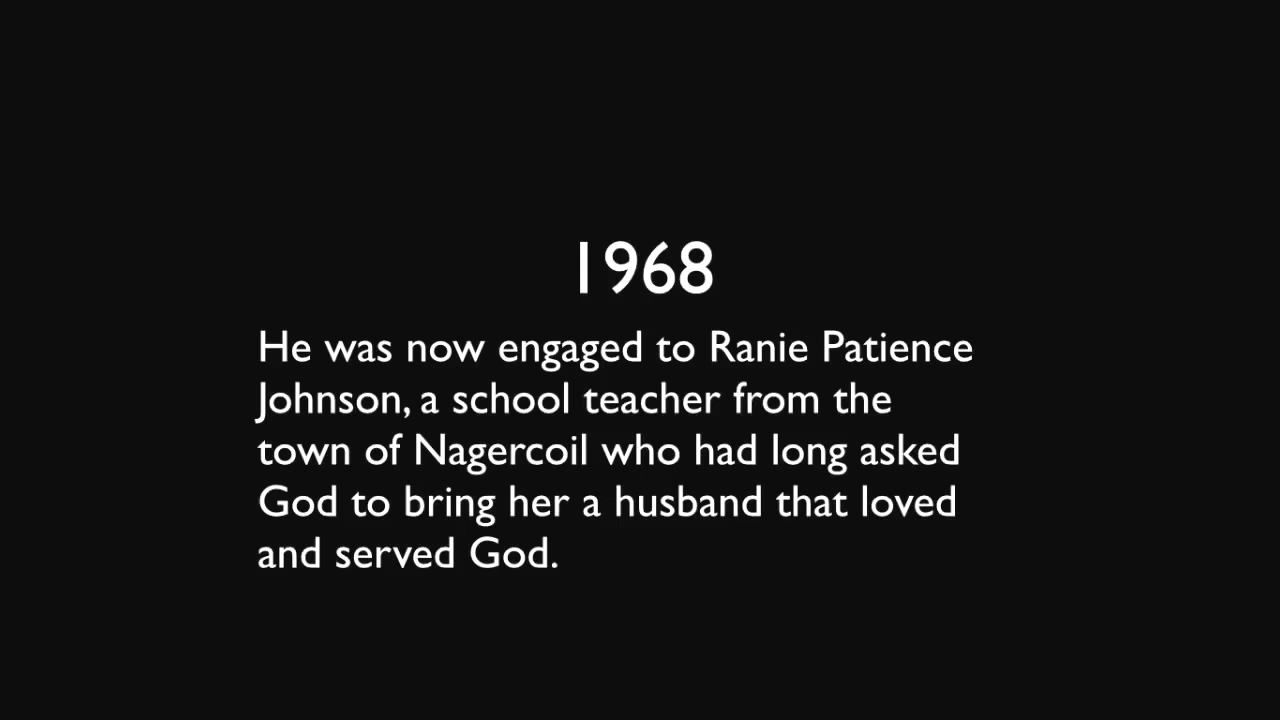 1968
He was now engaged to Ranie Patience
Johnson, a school teacher from the
town of Nagercoil who had long asked
God to bring her a husband that loved
and served God.